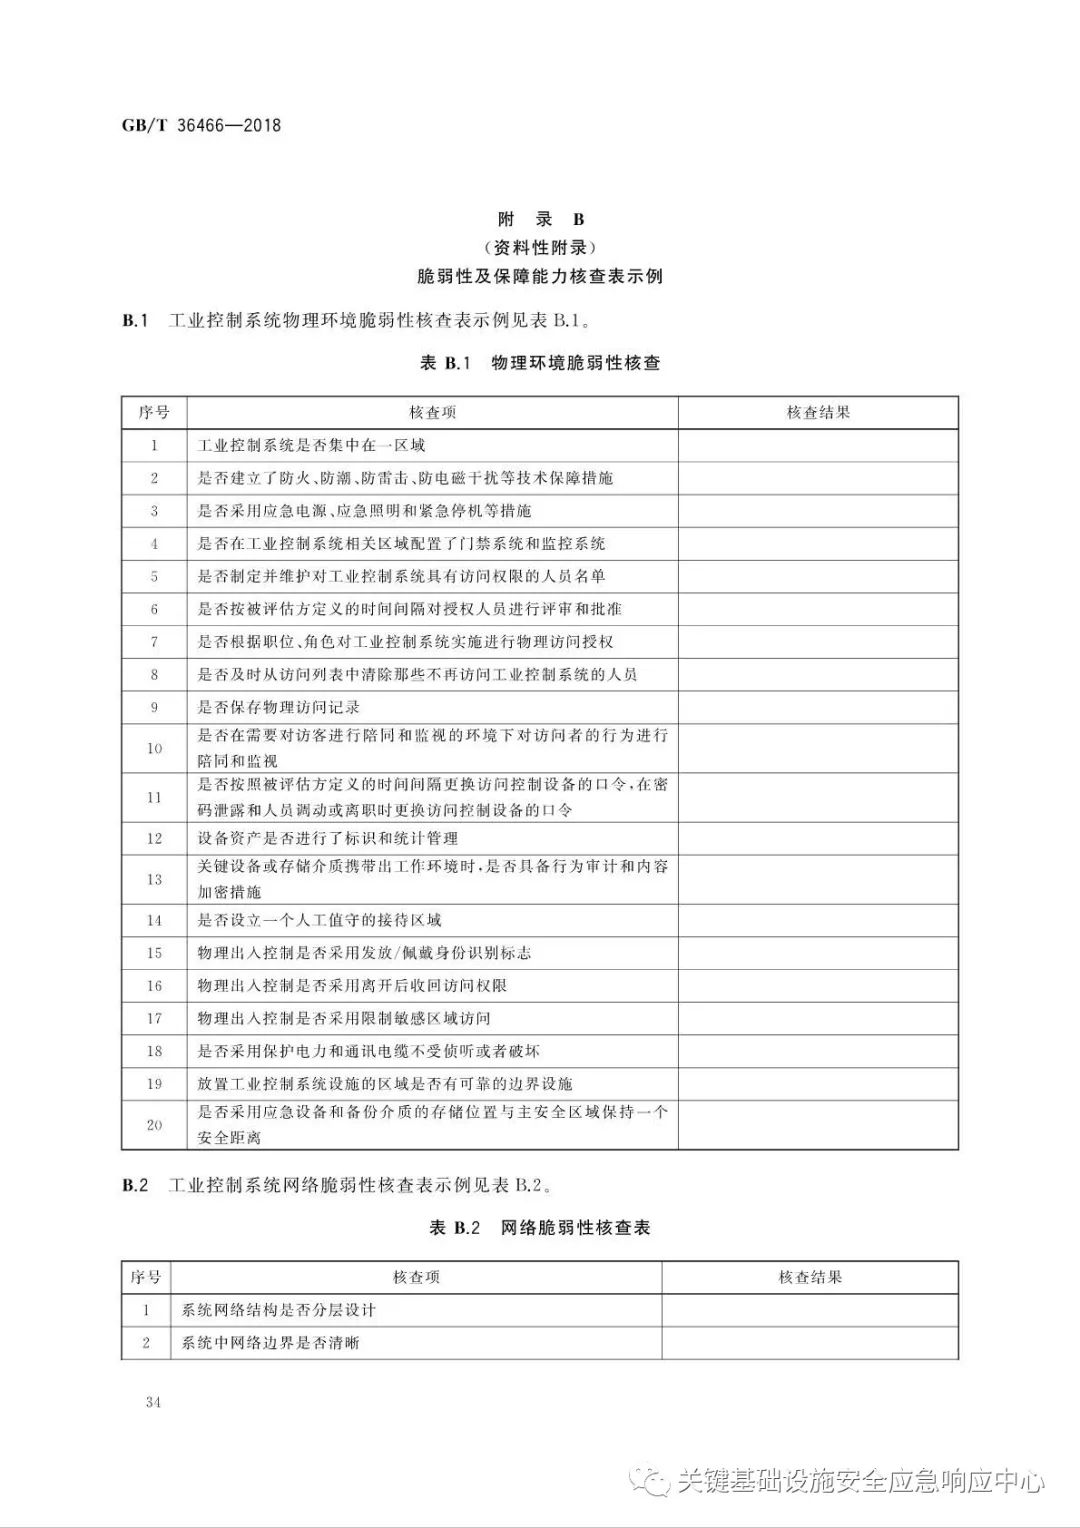 GB/T 36466—2018
附 录 B
（资料性附录）
脆弱性及保障能力核查表示例
B.1 工业控制系统物理环境脆弱性核查表示例见表 B.1。
表 B.1 物理环境脆弱性核查
序号 核查项 核查结果
1 工业控制系统是否集中在一区域
2 是否建立了防火、防潮、防雷击、防电磁干扰等技术保障措施
3 是否采用应急电源、应急照明和紧急停机等措施
4 是否在工业控制系统相关区域配置了门禁系统和监控系统
5 是否制定并维护对工业控制系统具有访问权限的人员名单
6 是否按被评估方定义的时间间隔对授权人员进行评审和批准
7 是否根据职位、角色对工业控制系统实施进行物理访问授权
8 是否及时从访问列表中清除那些不再访问工业控制系统的人员
9 是否保存物理访问记录
10 是否在需要对访客进行陪同和监视的环境下对访问者的行为进行
陪同和监视
11 是否按照被评估方定义的时间间隔更换访问控制设备的口令,在密
码泄露和人员调动或离职时更换访问控制设备的口令
12 设备资产是否进行了标识和统计管理
13 关键设备或存储介质携带出工作环境时,是否具备行为审计和内容
加密措施
14 是否设立一个人工值守的接待区域
15 物理出入控制是否采用发放/佩戴身份识别标志
16 物理出入控制是否采用离开后收回访问权限
17 物理出入控制是否采用限制敏感区域访问
18 是否采用保护电力和通讯电缆不受侦听或者破坏
19 放置工业控制系统设施的区域是否有可靠的边界设施
20 是否采用应急设备和备份介质的存储位置与主安全区域保持一个
安全距离
B.2 工业控制系统网络脆弱性核查表示例见表 B.2。
表 B.2 网络脆弱性核查表
序号 核查项 核查结果
1 系统网络结构是否分层设计
2 系统中网络边界是否清晰
34
关键基础设施安全应急响应中心